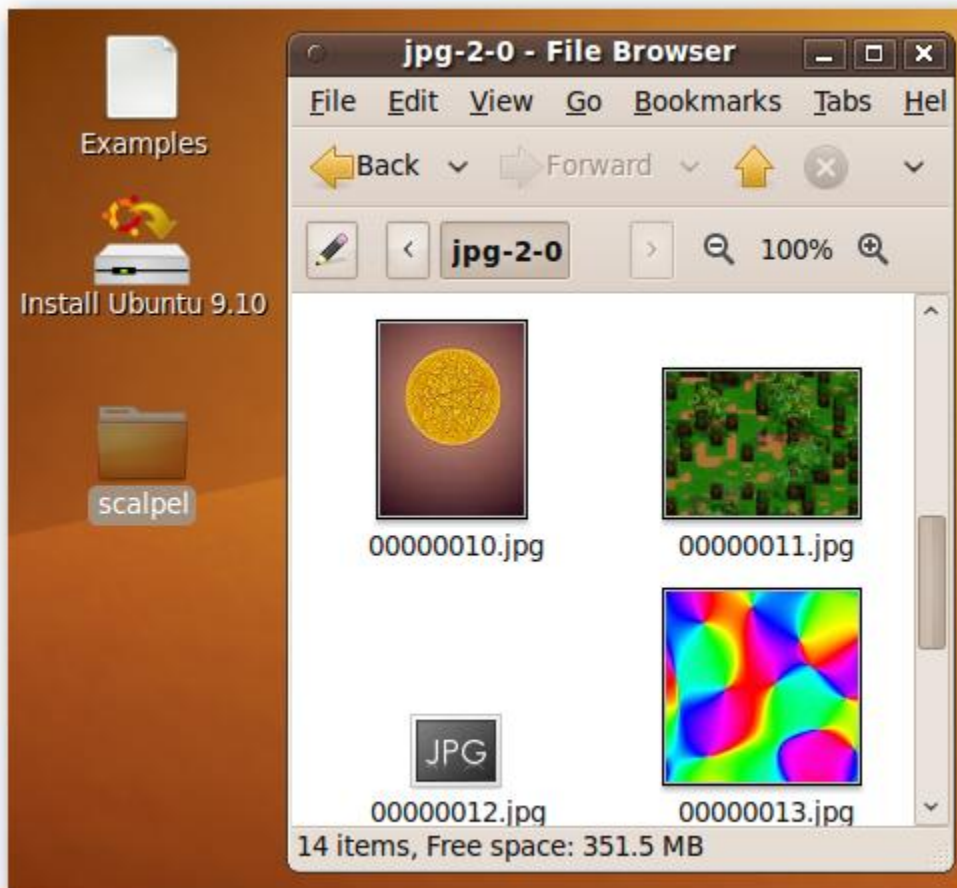 Examples
Install Ubuntu 9.10
scalpel
jpg-2-0 - File Browser
File Edit View Go Bookmarks Tabs Hel
Back Forward
jpg-2-0 100%
00000010.jpg 00000011.jpg
JPG
00000012.jpg 00000013.jpg
14 items, Free space: 351.5 MB